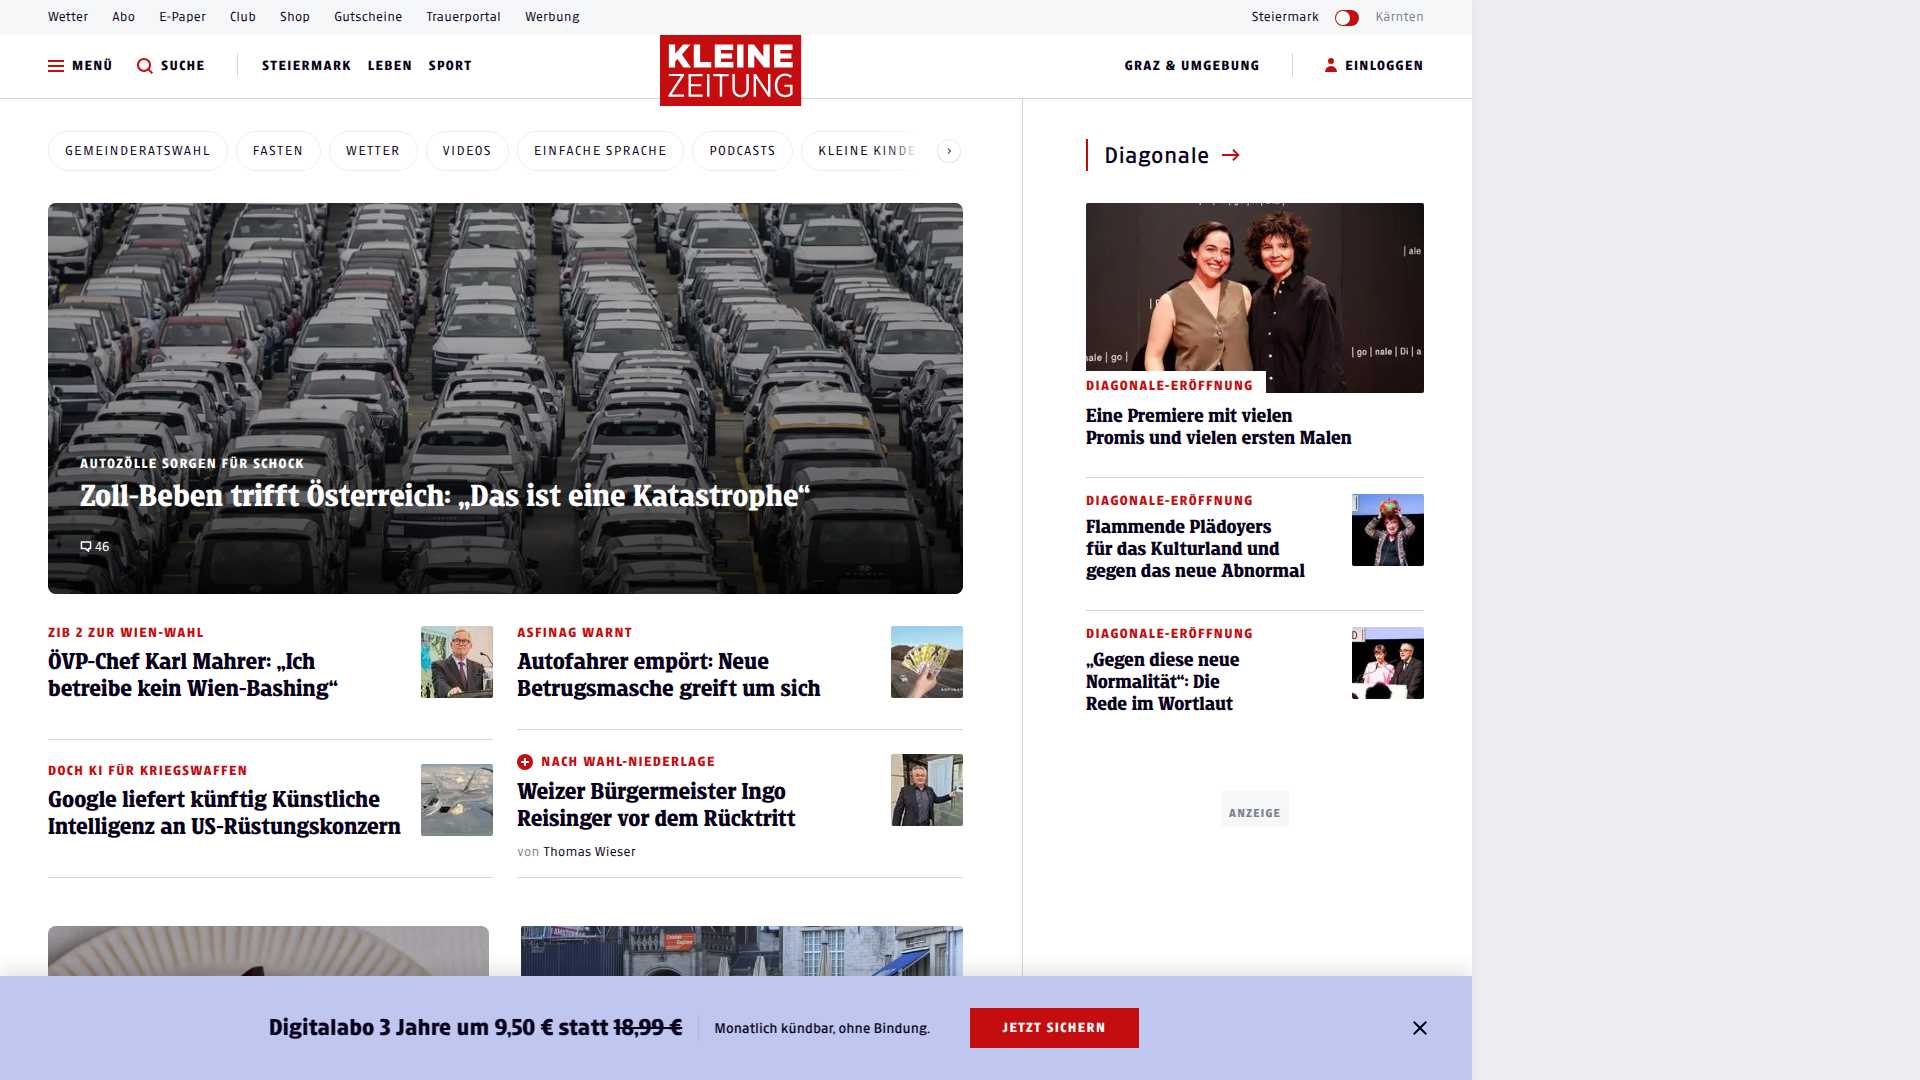 Wetter Abo E-Paper Club Shop Gutscheine Trauerportal Werbung Steiermark Kärnten
MENÜ SUCHE STEIERMARK LEBEN SPORT KLEINE ZEITUNG GRAZ & UMGEBUNG EINLOGGEN
GEMEINDERATSWAHL FASTEN WETTER VIDEOS EINFACHE SPRACHE PODCASTS KLEINE KINDE
AUTOZÖLLE SORGEN FÜR SCHOCK
Zoll-Beben trifft Österreich: „Das ist eine Katastrophe“
46
ZIB 2 ZUR WIEN-WAHL
ÖVP-Chef Karl Mahrer: „Ich
betreibe kein Wien-Bashing“
ASFINAG WARNT
Autofahrer empört: Neue
Betrugsmasche greift um sich
DOCH KI FÜR KRIEGSWAFFEN
Google liefert künftig Künstliche
Intelligenz an US-Rüstungskonzern
NACH WAHL-NIEDERLAGE
Weizer Bürgermeister Ingo
Reisinger vor dem Rücktritt
von Thomas Wieser
Diagonale
ale
nale | go |
| go | nale | Di | a
DIAGONALE-ERÖFFNUNG
Eine Premiere mit vielen
Promis und vielen ersten Malen
DIAGONALE-ERÖFFNUNG
Flammende Plädoyers
für das Kulturland und
gegen das neue Abnormal
DIAGONALE-ERÖFFNUNG
„Gegen diese neue
Normalität“: Die
Rede im Wortlaut
ANZEIGE
Digitalabo 3 Jahre um 9,50 € statt 18,99 € Monatlich kündbar, ohne Bindung. JETZT SICHERN